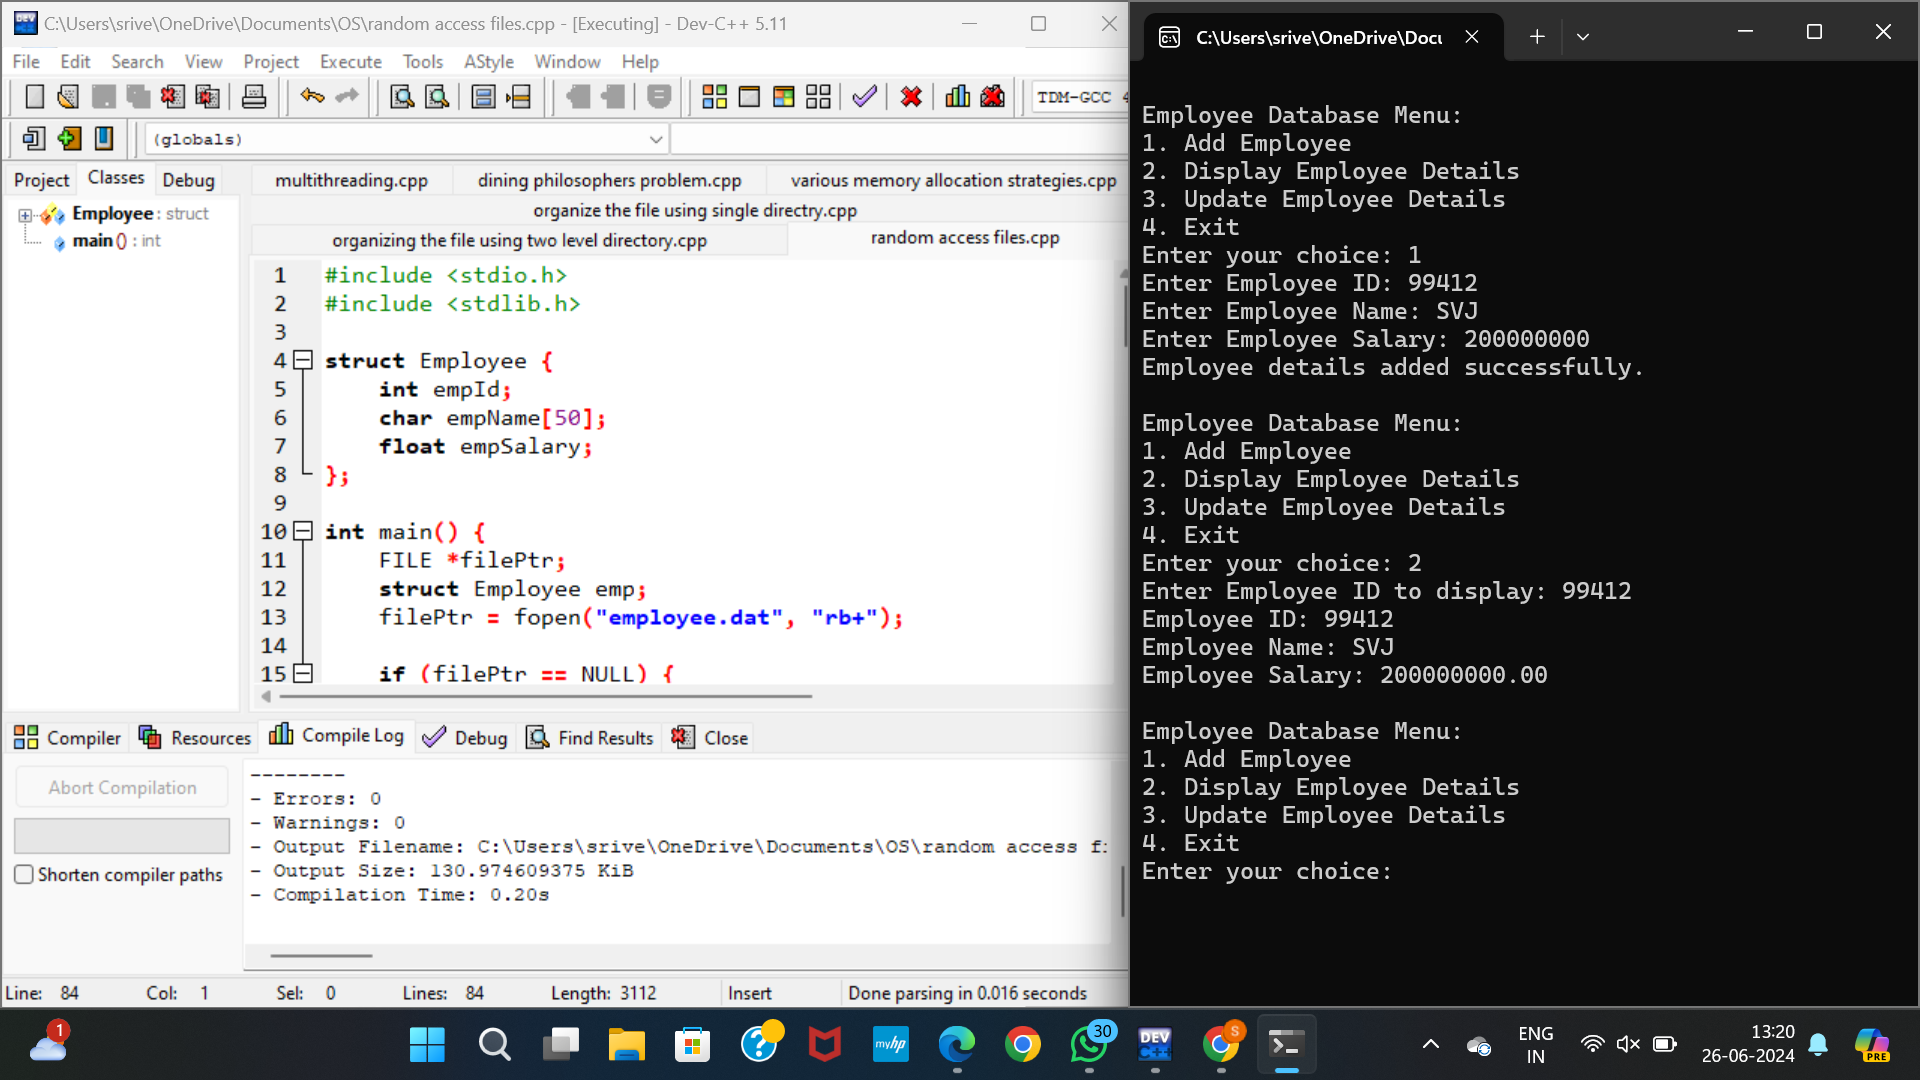 C:\Users\srive\OneDrive\Documents\OS\random access files.cpp - [Executing] - Dev-C++ 5.11
File Edit Search View Project Execute Tools AStyle Window Help
TDM-GCC 4
(globals)
Project Classes Debug
Employee : struct
main () : int
multithreading.cpp dining philosophers problem.cpp various memory allocation strategies.cpp
organize the file using single directry.cpp
organizing the file using two level directory.cpp random access files.cpp
1 #include <stdio.h>
2 #include <stdlib.h>
3
4 struct Employee {
5 int empId;
6 char empName[50];
7 float empSalary;
8 };
9
10 int main() {
11 FILE *filePtr;
12 struct Employee emp;
13 filePtr = fopen("employee.dat", "rb+");
14
15 if (filePtr == NULL) {
Compiler Resources Compile Log Debug Find Results Close
Abort Compilation
Shorten compiler paths
--------
- Errors: 0
- Warnings: 0
- Output Filename: C:\Users\srive\OneDrive\Documents\OS\random access fi
- Output Size: 130.974609375 KiB
- Compilation Time: 0.20s
Line: 84 Col: 1 Sel: 0 Lines: 84 Length: 3112 Insert Done parsing in 0.016 seconds
C:\Users\srive\OneDrive\Docu
Employee Database Menu:
1. Add Employee
2. Display Employee Details
3. Update Employee Details
4. Exit
Enter your choice: 1
Enter Employee ID: 99412
Enter Employee Name: SVJ
Enter Employee Salary: 200000000
Employee details added successfully.
Employee Database Menu:
1. Add Employee
2. Display Employee Details
3. Update Employee Details
4. Exit
Enter your choice: 2
Enter Employee ID to display: 99412
Employee ID: 99412
Employee Name: SVJ
Employee Salary: 200000000.00
Employee Database Menu:
1. Add Employee
2. Display Employee Details
3. Update Employee Details
4. Exit
Enter your choice:
1
myhp
30
DEV C++
S
ENG
IN
13:20
26-06-2024
PRE